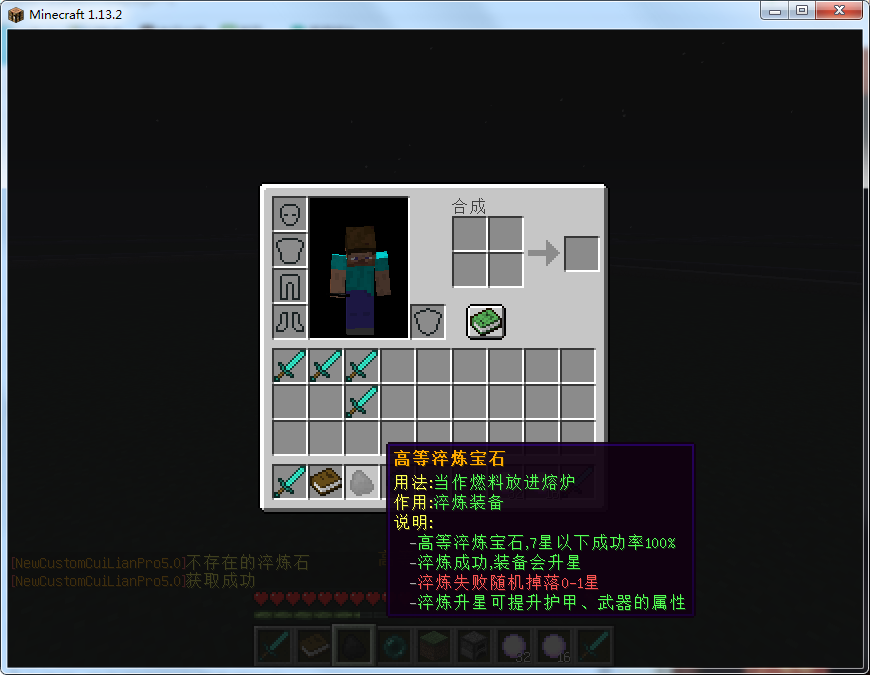 Minecraft 1.13.2
合成
高等淬炼宝石
用法:当作燃料放进熔炉
作用:淬炼装备
说明:
-高等淬炼宝石,7星以下成功率100%
-淬炼成功,装备会升星
-淬炼失败随机掉落0-1星
-淬炼升星可提升护甲、武器的属性
[NewCustomCuiLianPro5.0]不存在的淬炼石
[NewCustomCuiLianPro5.0]获取成功
32
16